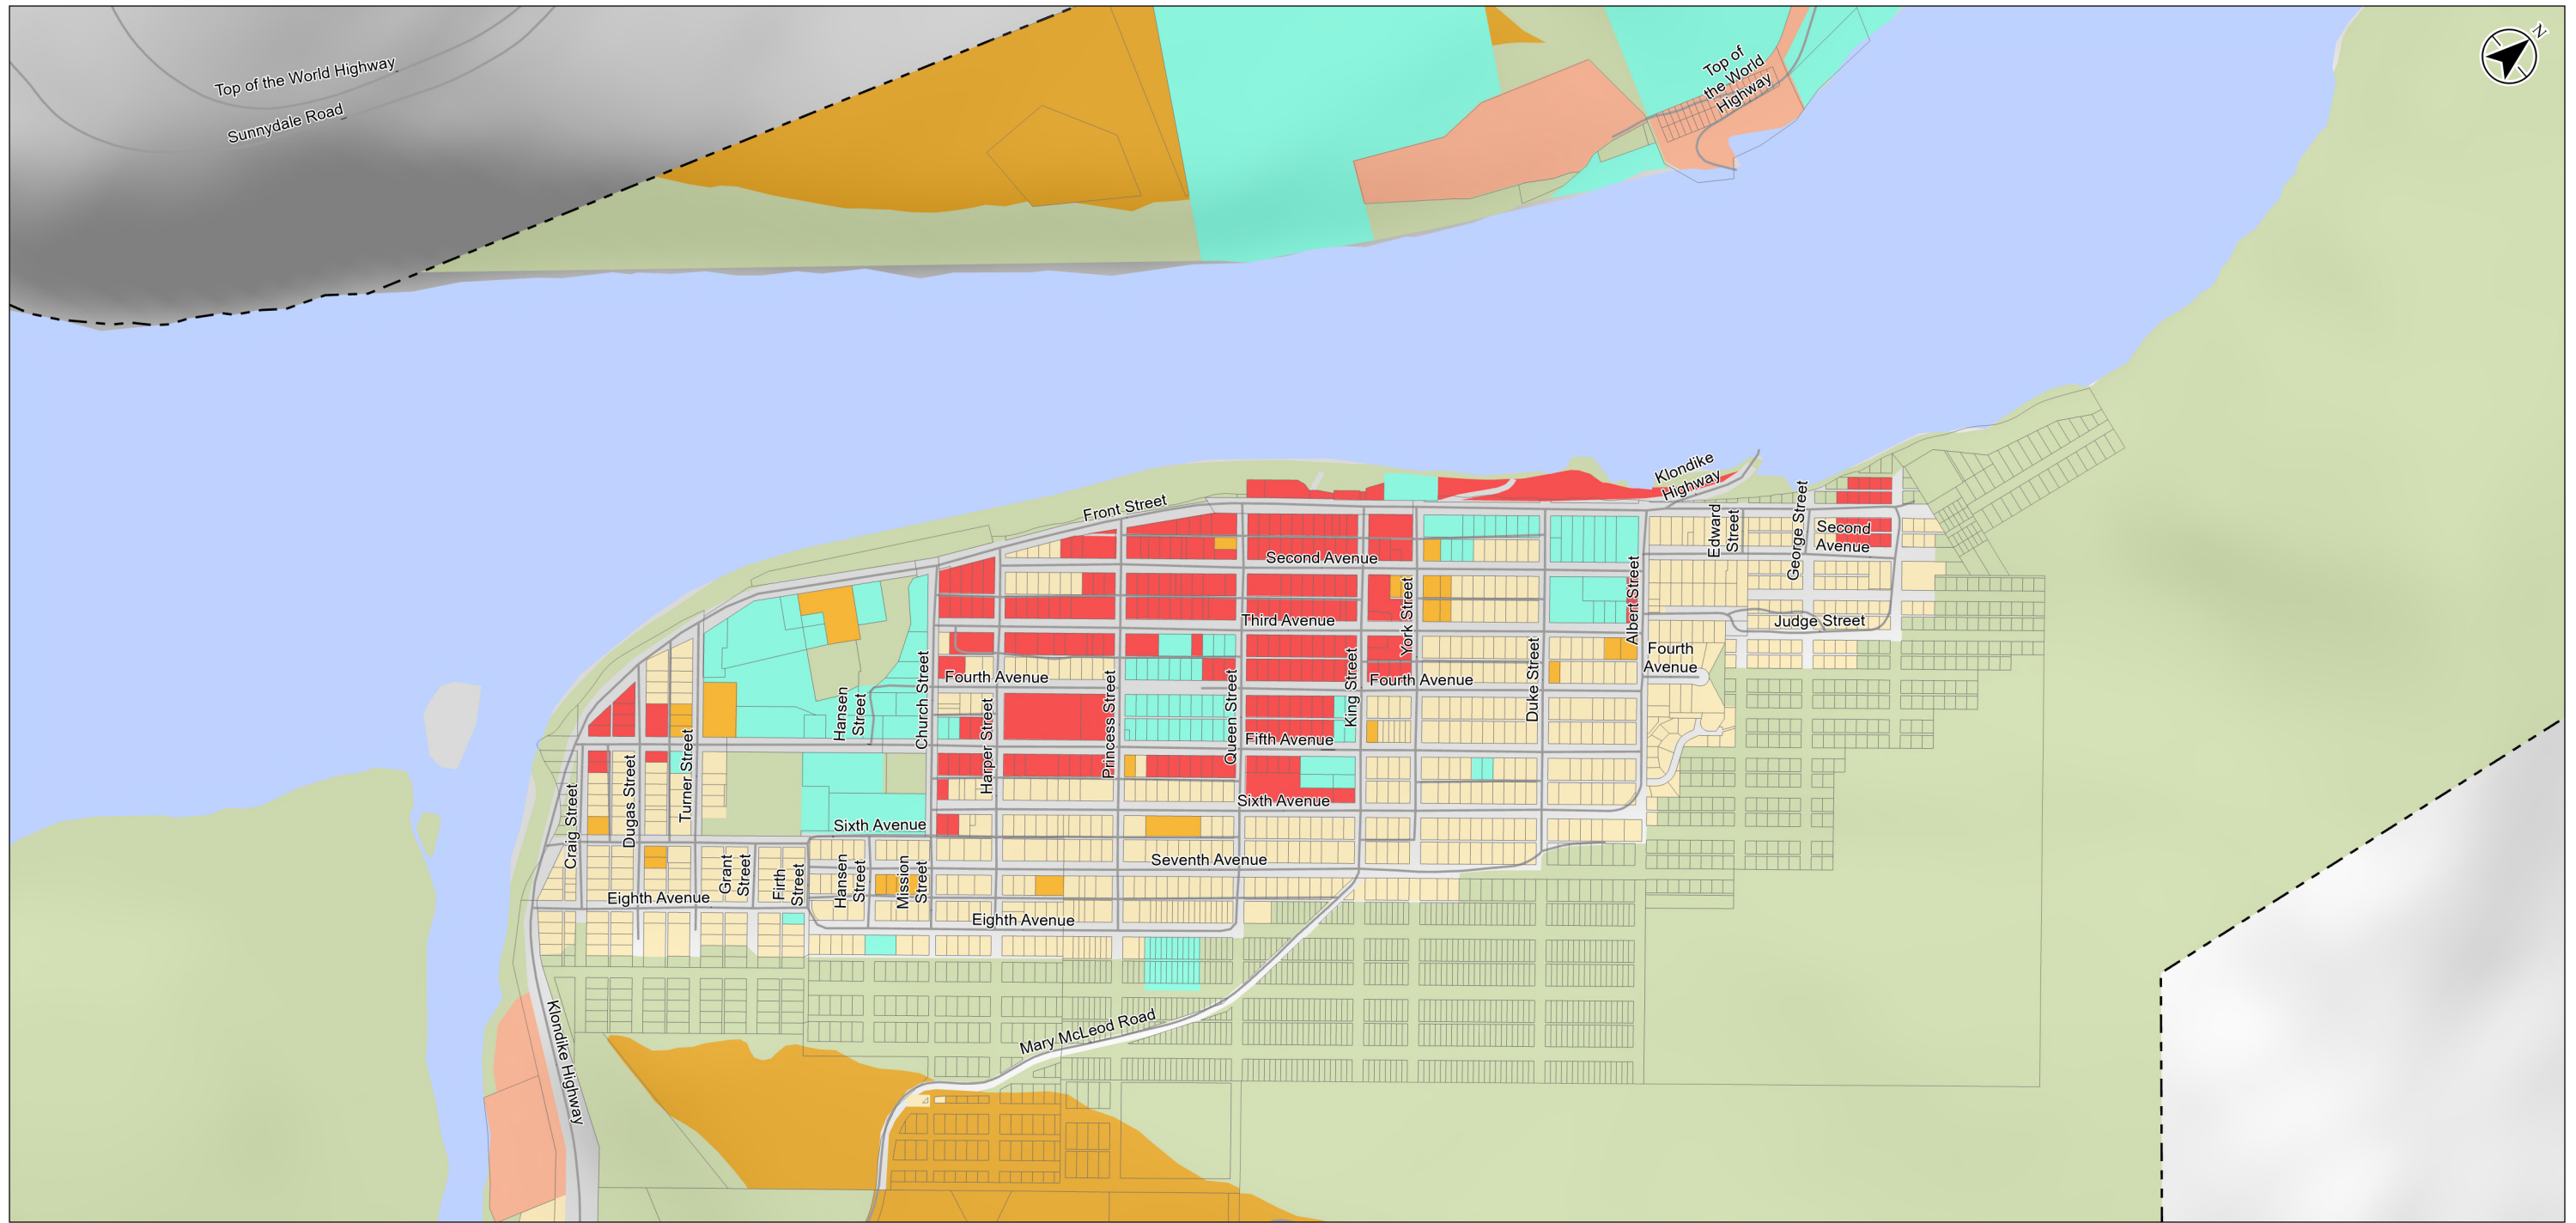 Top of the World Highway
Sunnydale Road
Top of
the World
Highway
N
Klondike
Highway
Front Street
Edward
Street
George Street
Second
Avenue
Second Avenue
Albert Street
York Street
Third Avenue
Judge Street
Fourth
Avenue
Fourth Avenue
Fourth Avenue
Hansen
Street
Church Street
Harper Street
Princess Street
Queen Street
King Street
Duke Street
Fifth Avenue
Craig Street
Dugas Street
Turner Street
Sixth Avenue
Sixth Avenue
Seventh Avenue
Grant
Street
Firth
Street
Hansen
Street
Mission
Street
Eighth Avenue
Eighth Avenue
Klondike Highway
Mary McLeod Road